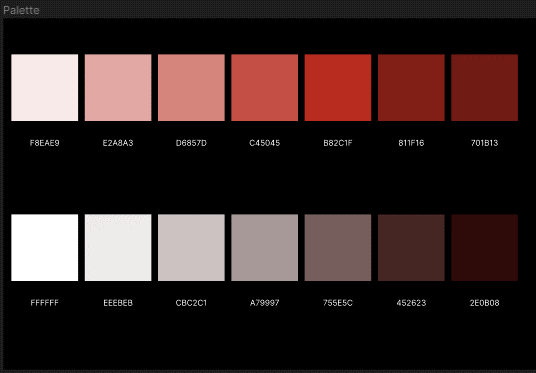 Palette
F8EAE9 E2A8A3 D6857D C45045 B82C1F 811F16 701B13
FFFFFF EEEBEB CBC2C1 A79997 755E5C 452623 2E0B08